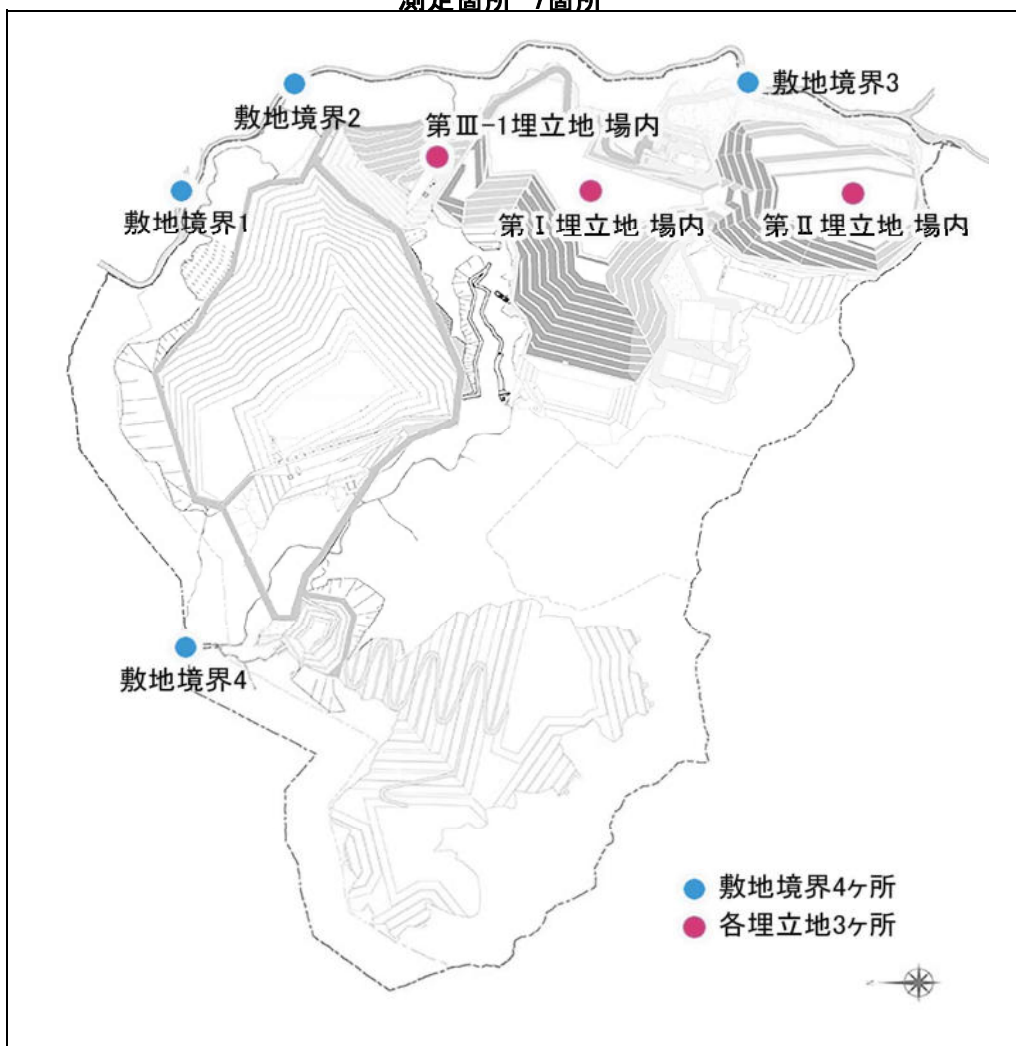 測定箇所 7箇所
敷地境界3
敷地境界2
第Ⅲ-1埋立地 場内
敷地境界1
第Ⅰ埋立地 場内
第Ⅱ埋立地 場内
敷地境界4
敷地境界4ヶ所
各埋立地3ヶ所